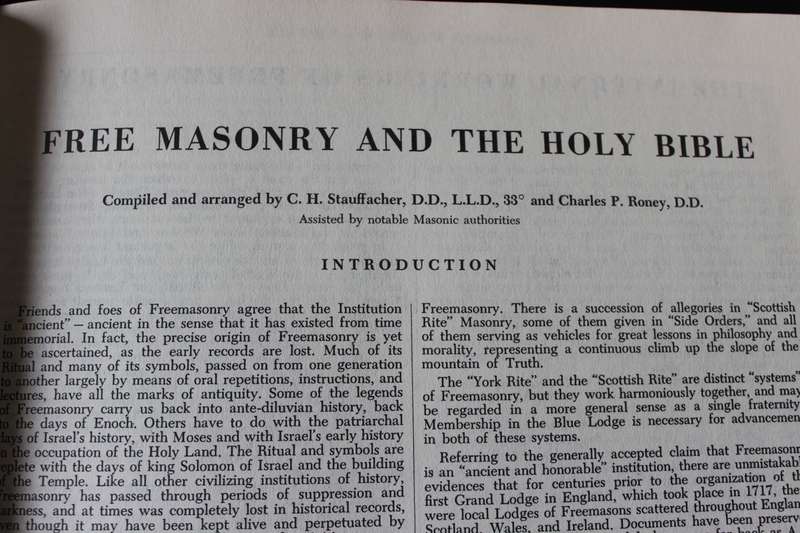 FREE MASONRY AND THE HOLY BIBLE
Compiled and arranged by C. H. Stauffacher, D.D., L.L.D., 33° and Charles P. Roney, D.D.
Assisted by notable Masonic authorities
INTRODUCTION
Friends and foes of Freemasonry agree that the Institution
is "ancient" — ancient in the sense that it has existed from time
immemorial. In fact, the precise origin of Freemasonry is yet
to be ascertained, as the early records are lost. Much of its
Ritual and many of its symbols, passed on from one generation
to another largely by means of oral repetitions, instructions, and
lectures, have all the marks of antiquity. Some of the legends
of Freemasonry carry us back into ante-diluvian history, back
to the days of Enoch. Others have to do with the patriarchal
days of Israel's history, with Moses and with Israel's early history
the occupation of the Holy Land. The Ritual and symbols are
eplete with the days of king Solomon of Israel and the building
of the Temple. Like all other civilizing institutions of history,
reemasonry has passed through periods of suppression and
arkness, and at times was completely lost in historical records,
ven though it may have been kept alive and perpetuated by
Freemasonry. There is a succession of allegories in "Scottish
Rite" Masonry, some of them given in "Side Orders," and all
of them serving as vehicles for great lessons in philosophy and
morality, representing a continuous climb up the slope of the
mountain of Truth.
The "York Rite" and the "Scottish Rite" are distinct "systems"
of Freemasonry, but they work harmoniously together, and may
be regarded in a more general sense as a single fraternity
Membership in the Blue Lodge is necessary for advancemen
in both of these systems.
Referring to the generally accepted claim that Freemasonr
is an "ancient and honorable" institution, there are unmistakab
evidences that for centuries prior to the organization of th
first Grand Lodge in England, which took place in 1717, the
were local Lodges of Freemasons scattered throughout Englan
Scotland, Wales, and Ireland. Documents have been preserv